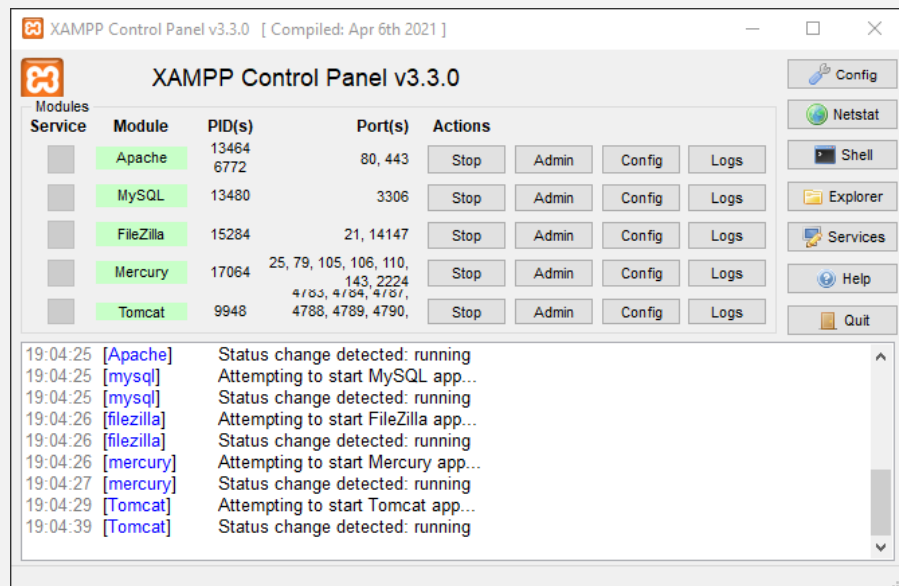 XAMPP Control Panel v3.3.0 [ Compiled: Apr 6th 2021 ]
XAMPP Control Panel v3.3.0
Config
Modules
Service Module PID(s) Port(s) Actions
Netstat
Apache 13464 6772 80, 443 Stop Admin Config Logs
Shell
MySQL 13480 3306 Stop Admin Config Logs
Explorer
FileZilla 15284 21, 14147 Stop Admin Config Logs
Services
Mercury 17064 25, 79, 105, 106, 110, 143, 2224 Stop Admin Config Logs
Help
Tomcat 9948 4783, 4784, 4787, 4788, 4789, 4790, Stop Admin Config Logs
Quit
19:04:25 [Apache] Status change detected: running
19:04:25 [mysql] Attempting to start MySQL app...
19:04:25 [mysql] Status change detected: running
19:04:26 [filezilla] Attempting to start FileZilla app...
19:04:26 [filezilla] Status change detected: running
19:04:26 [mercury] Attempting to start Mercury app...
19:04:27 [mercury] Status change detected: running
19:04:29 [Tomcat] Attempting to start Tomcat app...
19:04:39 [Tomcat] Status change detected: running